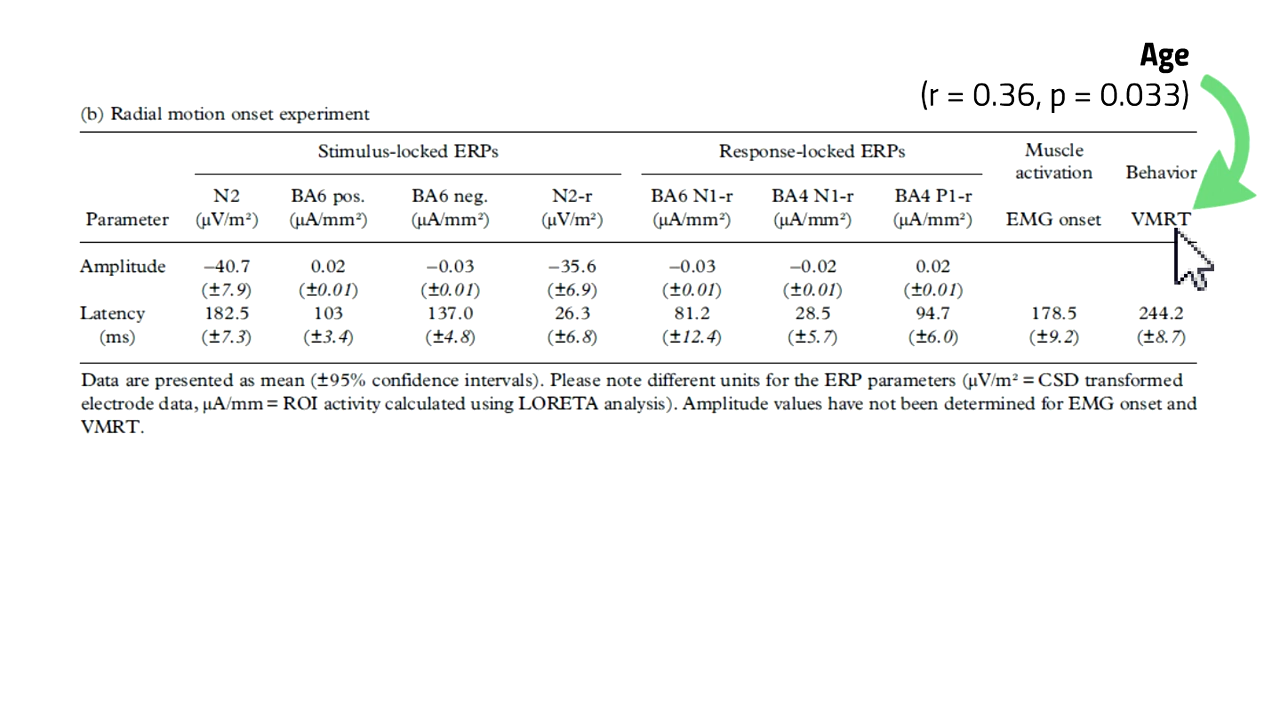 Age
(r = 0.36, p = 0.033)
(b) Radial motion onset experiment
Stimulus-locked ERPs Response-locked ERPs Muscle activation Behavior
Parameter N2 (μV/m²) BA6 pos. (μA/mm²) BA6 neg. (μA/mm²) N2-r (μV/m²) BA6 N1-r (μA/mm²) BA4 N1-r (μA/mm²) BA4 P1-r (μA/mm²) EMG onset VMRT
Amplitude −40.7 0.02 −0.03 −35.6 −0.03 −0.02 0.02
(±7.9) (±0.01) (±0.01) (±6.9) (±0.01) (±0.01) (±0.01)
Latency 182.5 103 137.0 26.3 81.2 28.5 94.7 178.5 244.2
(ms) (±7.3) (±3.4) (±4.8) (±6.8) (±12.4) (±5.7) (±6.0) (±9.2) (±8.7)
Data are presented as mean (±95% confidence intervals). Please note different units for the ERP parameters (μV/m² = CSD transformed
electrode data, μA/mm = ROI activity calculated using LORETA analysis). Amplitude values have not been determined for EMG onset and
VMRT.